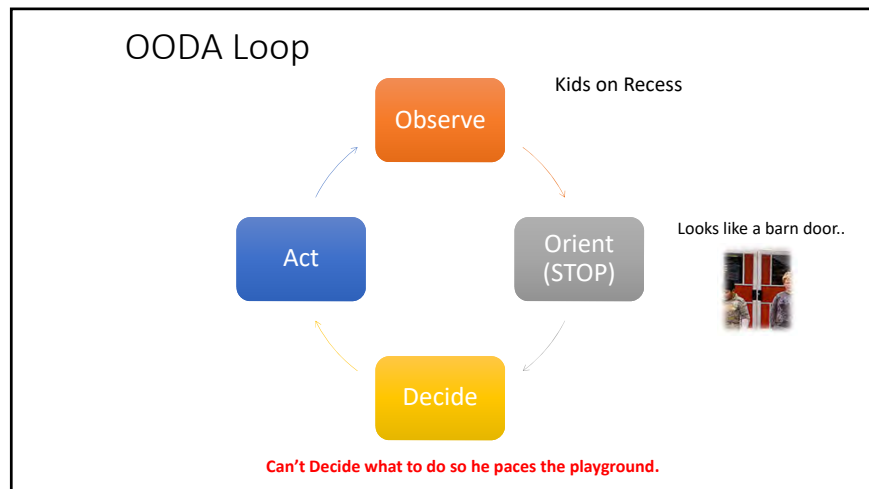 OODA Loop
Kids on Recess
Observe
Looks like a barn door..
Orient
(STOP)
Act
Decide
Can't Decide what to do so he paces the playground.